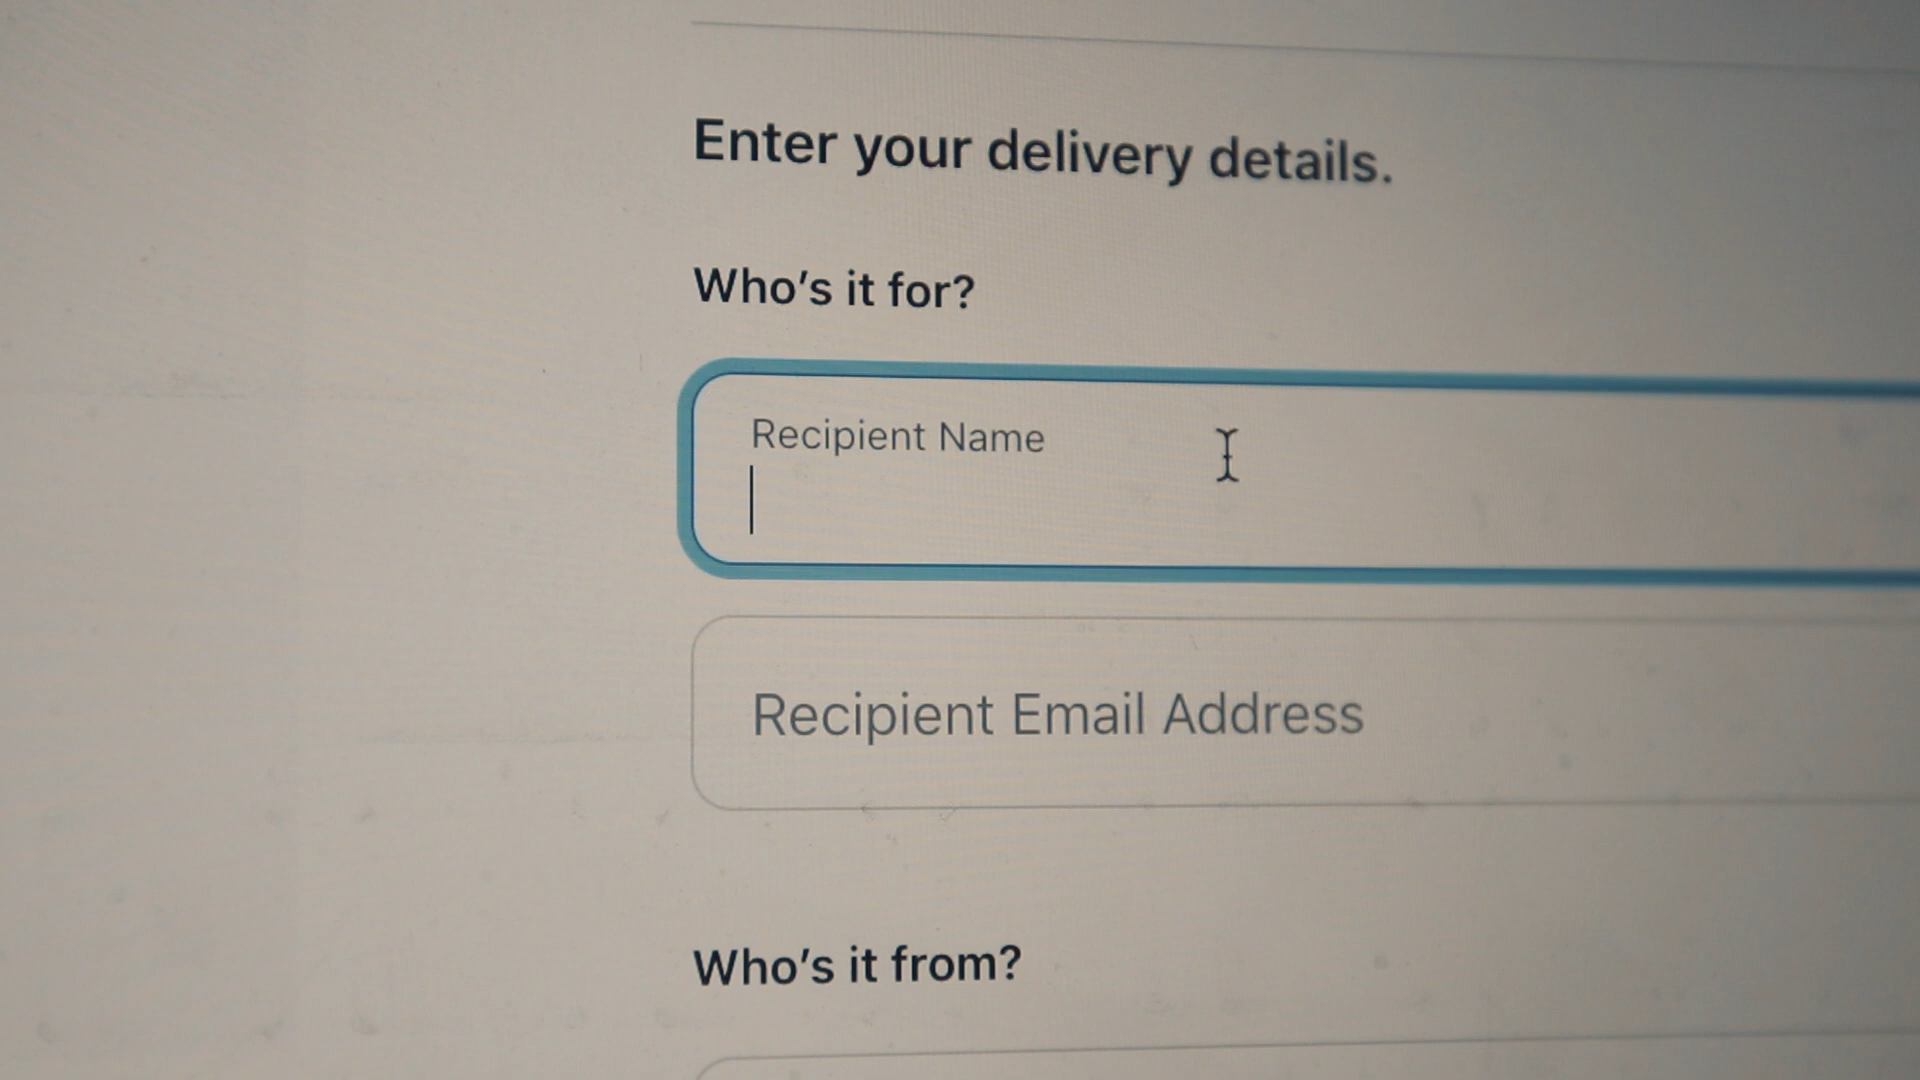 Enter your delivery details.
Who’s it for?
Recipient Name
Recipient Email Address
Who’s it from?